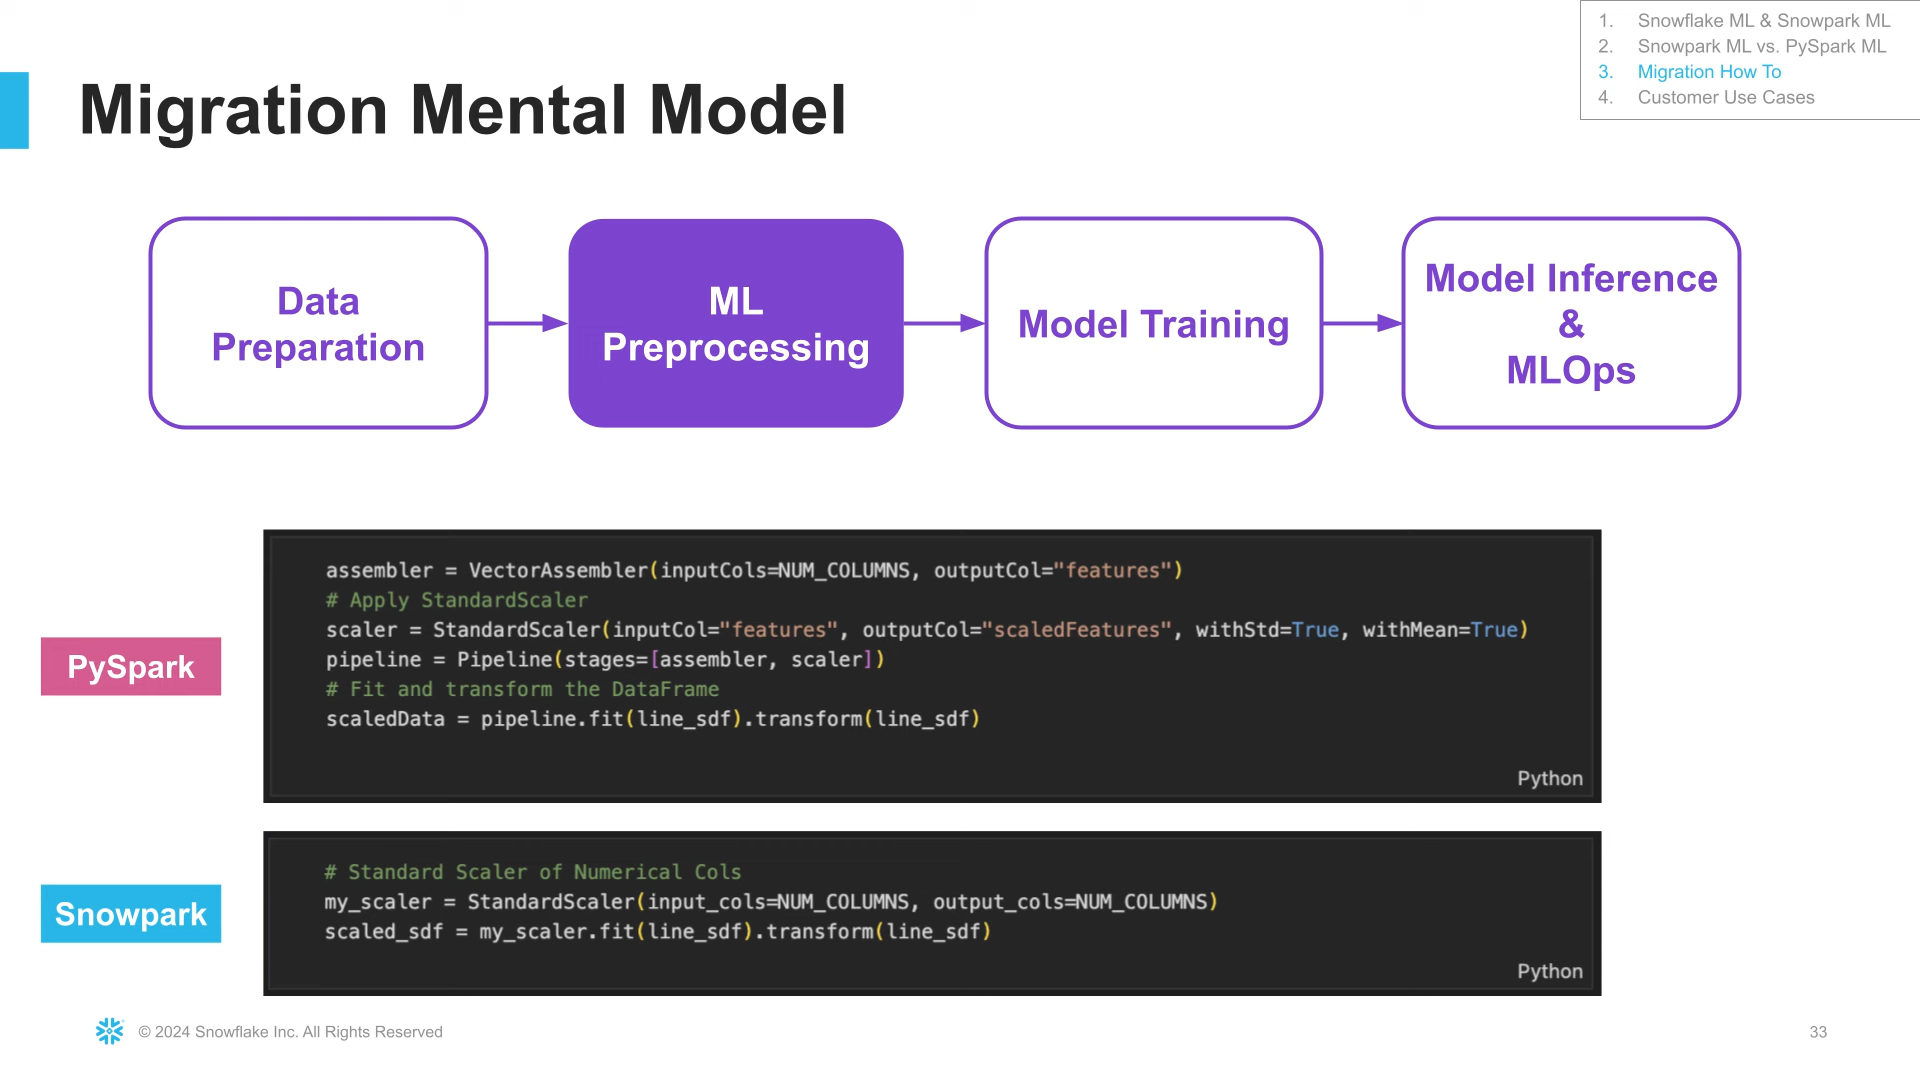 1. Snowflake ML & Snowpark ML
2. Snowpark ML vs. PySpark ML
3. Migration How To
4. Customer Use Cases
Migration Mental Model
Data
Preparation
ML
Preprocessing
Model Training
Model Inference
&
MLOps
PySpark
assembler = VectorAssembler(inputCols=NUM_COLUMNS, outputCol="features")
# Apply StandardScaler
scaler = StandardScaler(inputCol="features", outputCol="scaledFeatures", withStd=True, withMean=True)
pipeline = Pipeline(stages=[assembler, scaler])
# Fit and transform the DataFrame
scaledData = pipeline.fit(line_sdf).transform(line_sdf)
Python
Snowpark
# Standard Scaler of Numerical Cols
my_scaler = StandardScaler(input_cols=NUM_COLUMNS, output_cols=NUM_COLUMNS)
scaled_sdf = my_scaler.fit(line_sdf).transform(line_sdf)
Python
© 2024 Snowflake Inc. All Rights Reserved
33